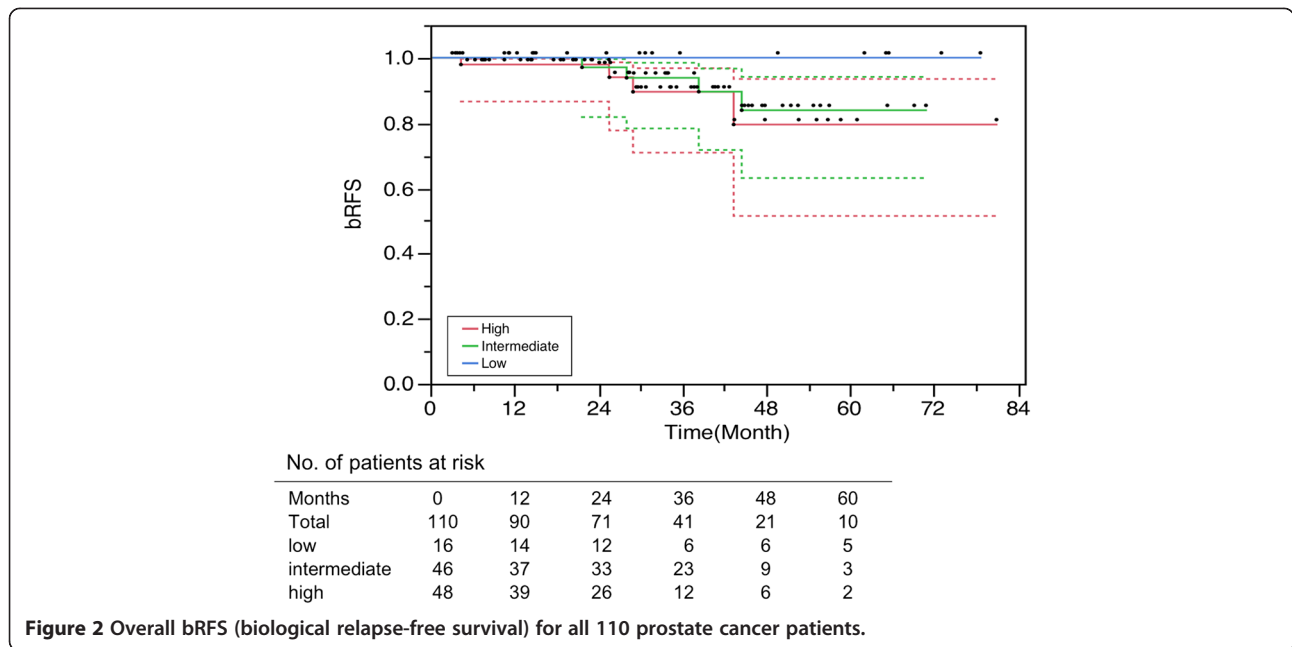 1.0
0.8
0.6
0.4
0.2
0.0
bRFS
High
Intermediate
Low
0 12 24 36 48 60 72 84
Time(Month)
No. of patients at risk
Months 0 12 24 36 48 60
Total 110 90 71 41 21 10
low 16 14 12 6 6 5
intermediate 46 37 33 23 9 3
high 48 39 26 12 6 2
Figure 2 Overall bRFS (biological relapse-free survival) for all 110 prostate cancer patients.